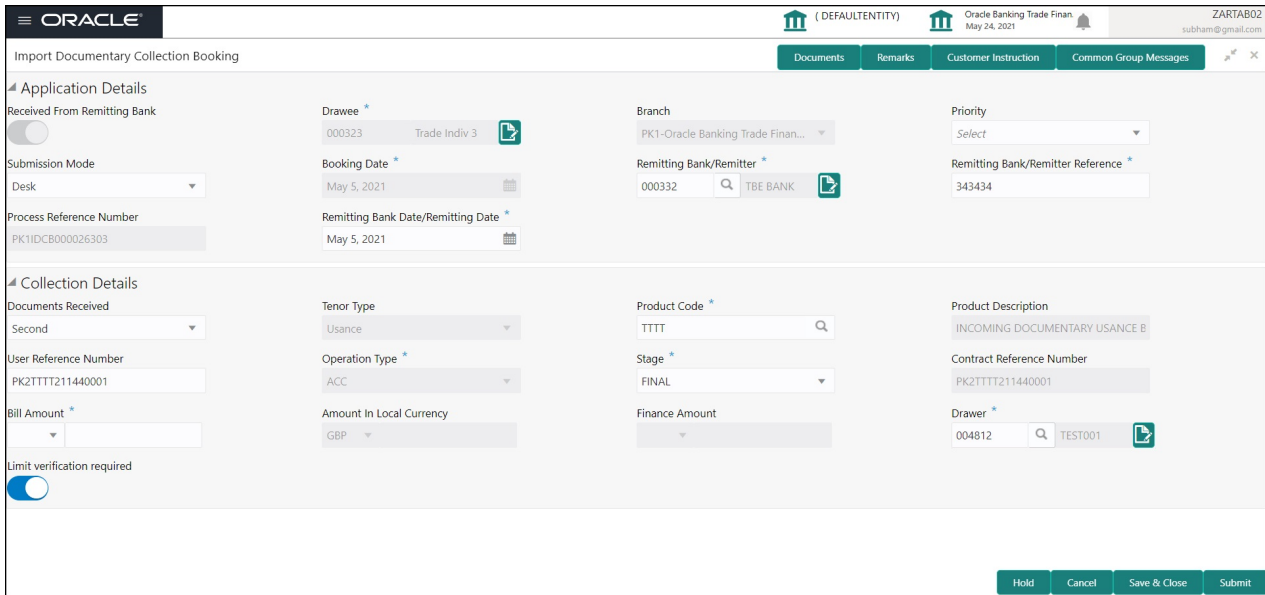 ORACLE
( DEFAULTENTITY)
Oracle Banking Trade Finan.
May 24, 2021
ZARTAB02
subham@gmail.com
Import Documentary Collection Booking
Documents
Remarks
Customer Instruction
Common Group Messages
Application Details
Received From Remitting Bank
Drawee *
Branch
Priority
000323 Trade Indiv 3
PK1-Oracle Banking Trade Finan...
Select
Submission Mode
Booking Date *
Remitting Bank/Remitter *
Remitting Bank/Remitter Reference *
Desk
May 5, 2021
000332 TBE BANK
343434
Process Reference Number
Remitting Bank Date/Remitting Date *
PK1IDCB000026303
May 5, 2021
Collection Details
Documents Received
Tenor Type
Product Code *
Product Description
Second
Usance
TTTT
INCOMING DOCUMENTARY USANCE B
User Reference Number
Operation Type *
Stage *
Contract Reference Number
PK2TTTT211440001
ACC
FINAL
PK2TTTT211440001
Bill Amount *
Amount In Local Currency
Finance Amount
Drawer *
GBP
004812 TEST001
Limit verification required
Hold
Cancel
Save & Close
Submit